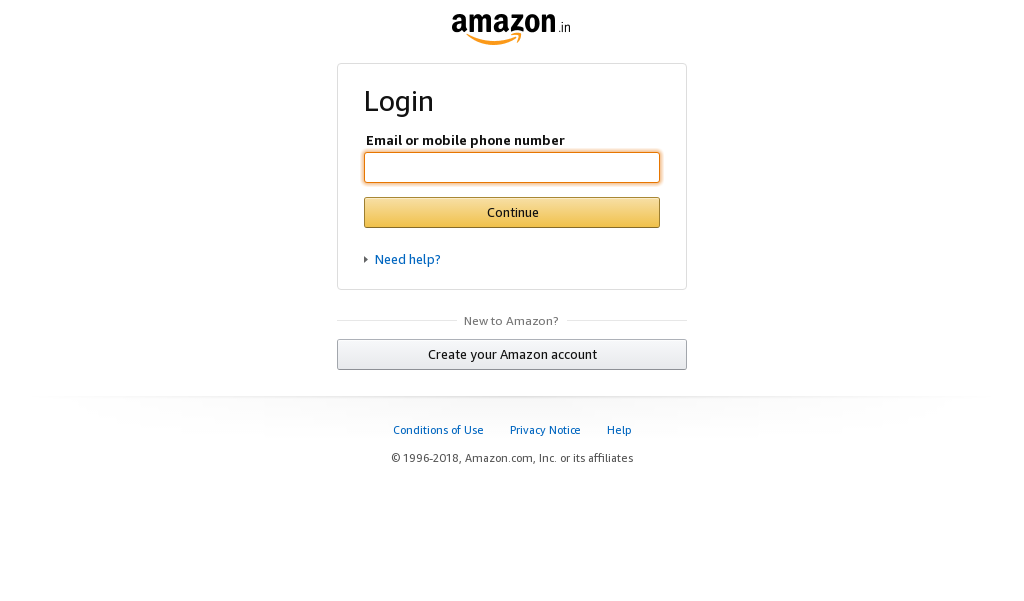 amazon.in
Login
Email or mobile phone number
Continue
Need help?
New to Amazon?
Create your Amazon account
Conditions of Use Privacy Notice Help
© 1996-2018, Amazon.com, Inc. or its affiliates